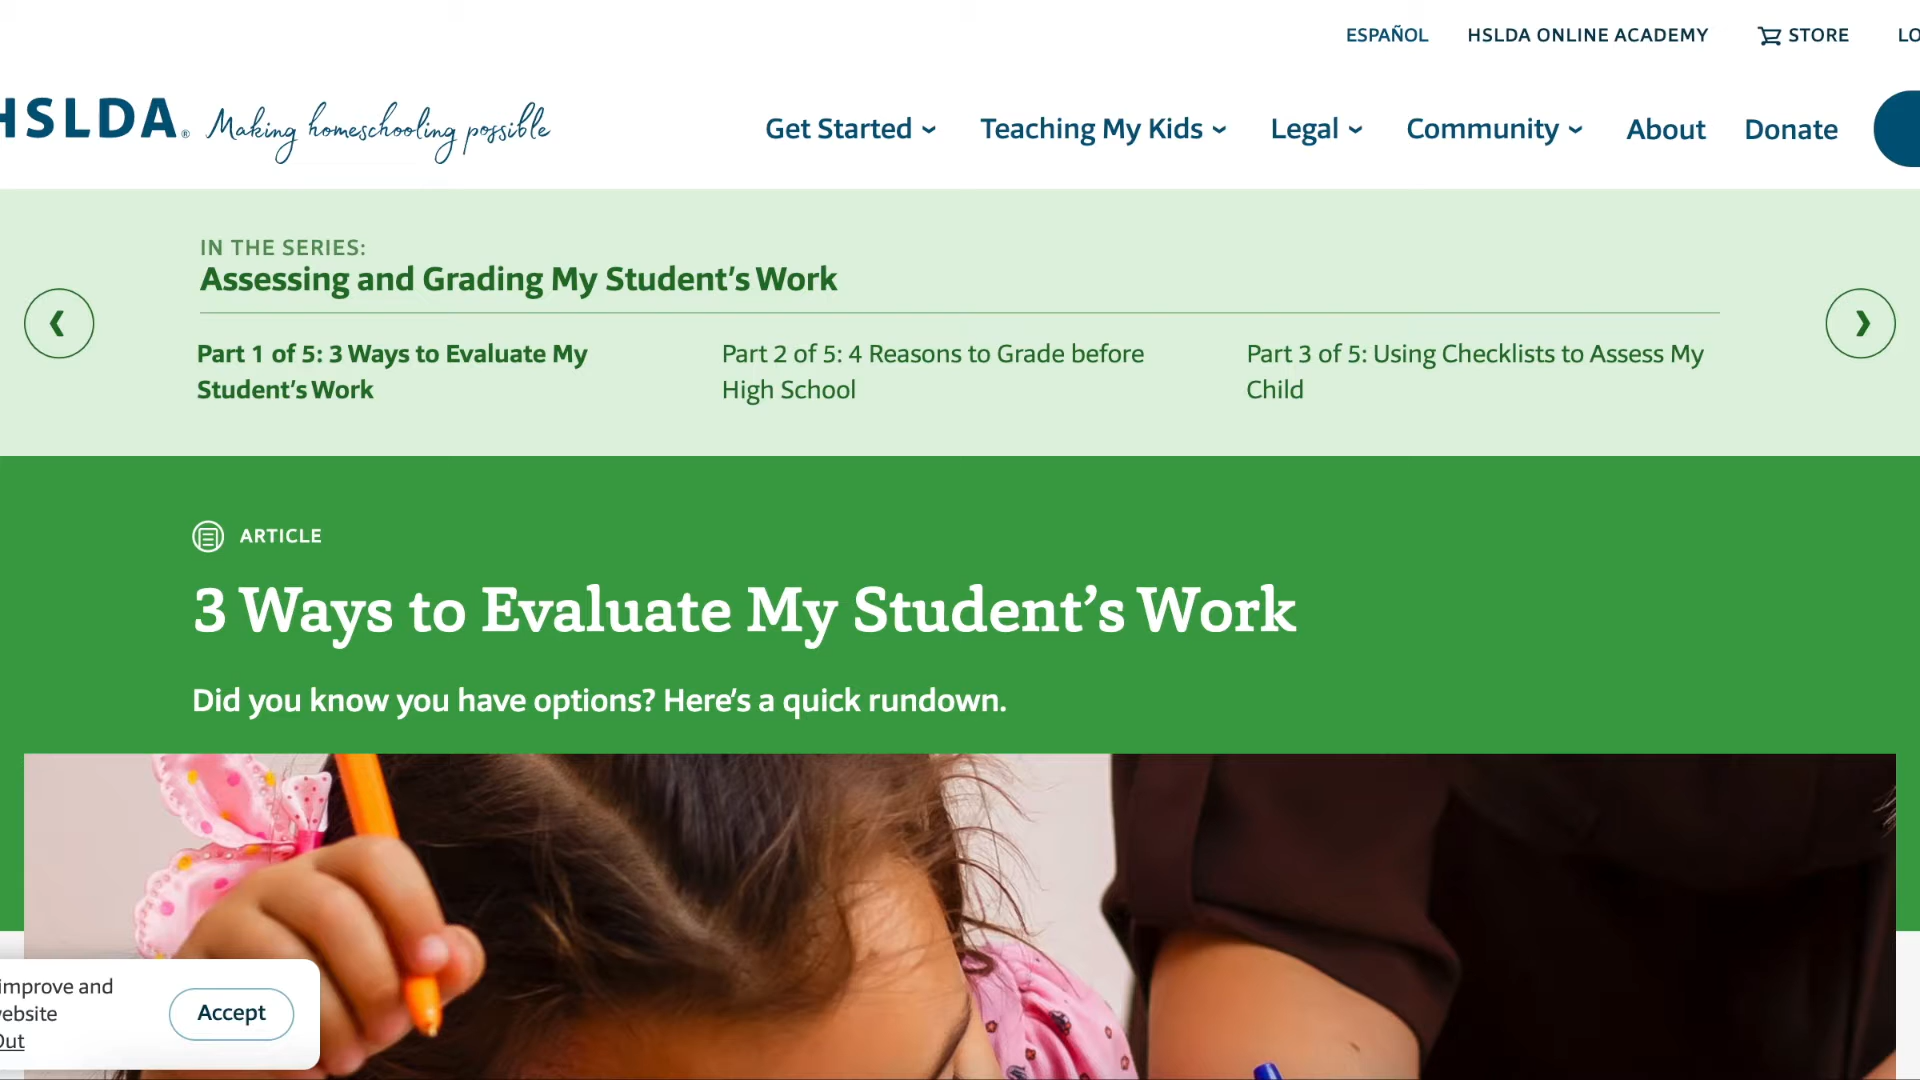 ESPAÑOL HSLDA ONLINE ACADEMY STORE
HSLDA® Making homeschooling possible Get Started Teaching My Kids Legal Community About Donate
IN THE SERIES:
Assessing and Grading My Student's Work
Part 1 of 5: 3 Ways to Evaluate My
Student's Work
Part 2 of 5: 4 Reasons to Grade before
High School
Part 3 of 5: Using Checklists to Assess My
Child
ARTICLE
3 Ways to Evaluate My Student's Work
Did you know you have options? Here's a quick rundown.
improve and
Accept